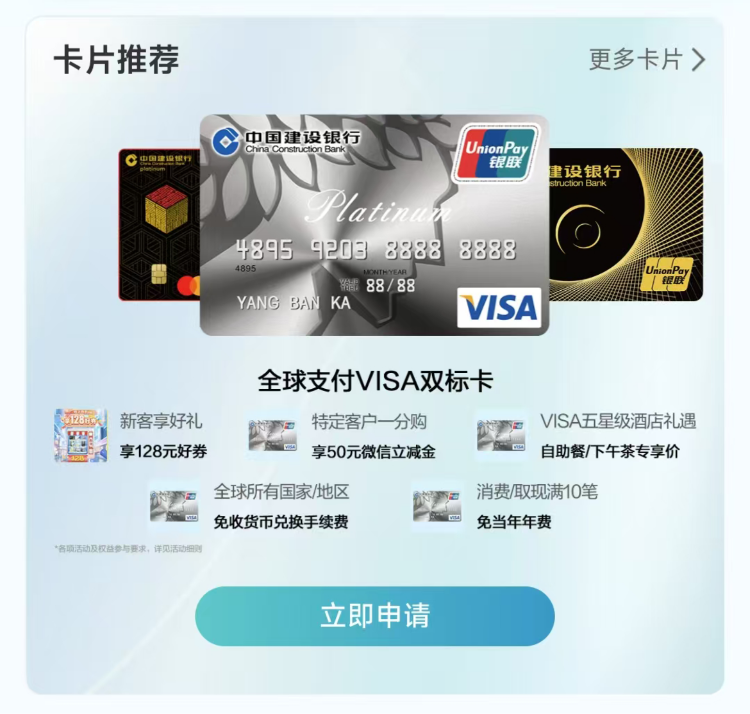 卡片推荐
更多卡片
中国建设银行
China Construction Bank
platinum
中国建设银行
China Construction Bank
UnionPay
银联
Platinum
4895 9203 8888 8888
4895
MONTH/YEAR
88/88
YANG BAN KA
VISA
建设银行
struction Bank
UnionPay
银联
全球支付VISA双标卡
新客享好礼
享128元好券
特定客户一分购
享50元微信立减金
VISA五星级酒店礼遇
自助餐/下午茶专享价
全球所有国家/地区
免收货币兑换手续费
消费/取现满10笔
免当年年费
*各项活动及权益参与要求，详见活动细则
立即申请